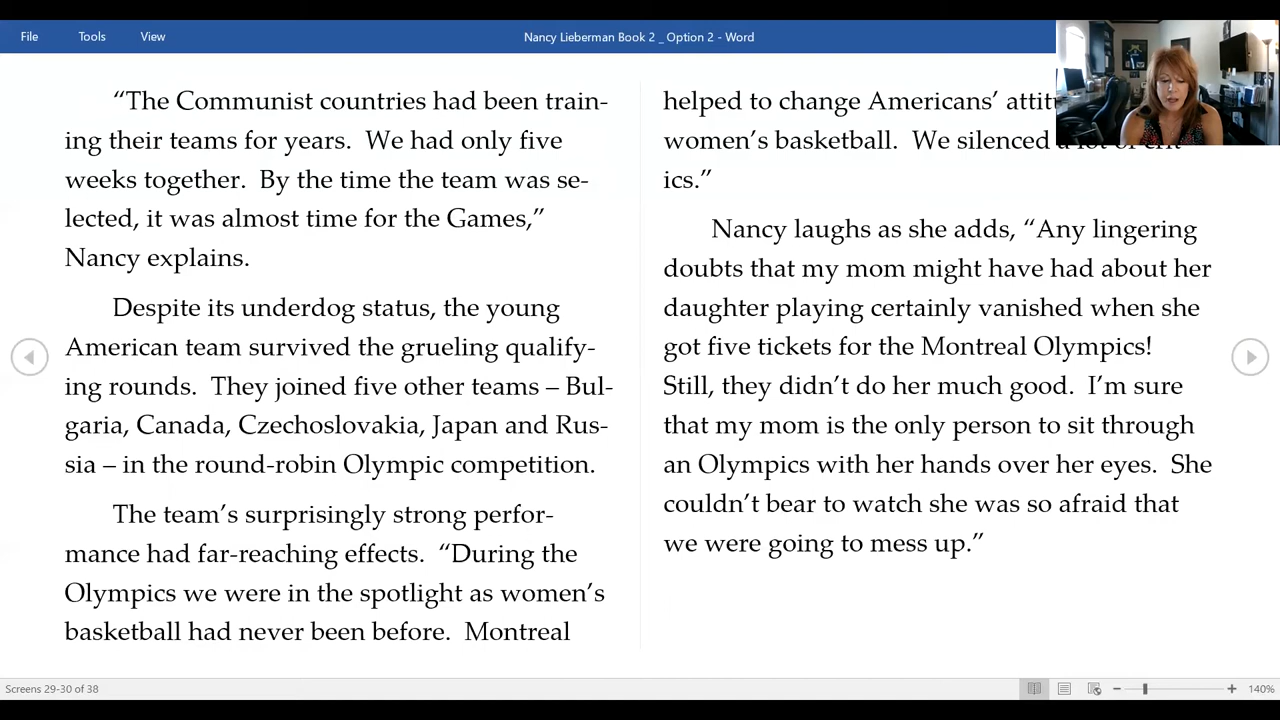 File Tools View Nancy Lieberman Book 2 _ Option 2 - Word
“The Communist countries had been train-
ing their teams for years. We had only five
weeks together. By the time the team was se-
lected, it was almost time for the Games,”
Nancy explains.
Despite its underdog status, the young
American team survived the grueling qualify-
ing rounds. They joined five other teams – Bul-
garia, Canada, Czechoslovakia, Japan and Rus-
sia – in the round-robin Olympic competition.
The team’s surprisingly strong perfor-
mance had far-reaching effects. “During the
Olympics we were in the spotlight as women’s
basketball had never been before. Montreal
helped to change Americans’
women’s basketball. We silenced a lot of crit-
ics.”
Nancy laughs as she adds, “Any lingering
doubts that my mom might have had about her
daughter playing certainly vanished when she
got five tickets for the Montreal Olympics!
Still, they didn’t do her much good. I’m sure
that my mom is the only person to sit through
an Olympics with her hands over her eyes. She
couldn’t bear to watch she was so afraid that
we were going to mess up.”
Screens 29-30 of 38 140%